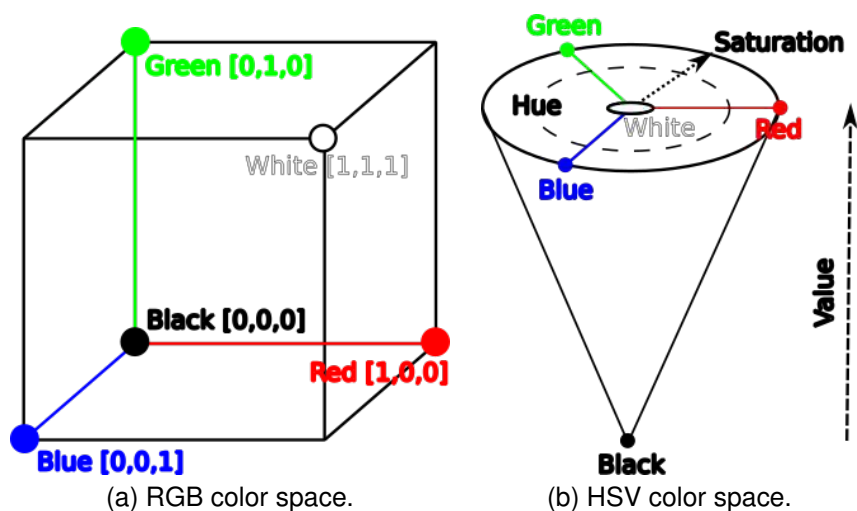 Green [0,1,0]
White [1,1,1]
Black [0,0,0]
Red [1,0,0]
Blue [0,0,1]
(a) RGB color space.
Green
Saturation
Hue
White
Red
Blue
Value
Black
(b) HSV color space.